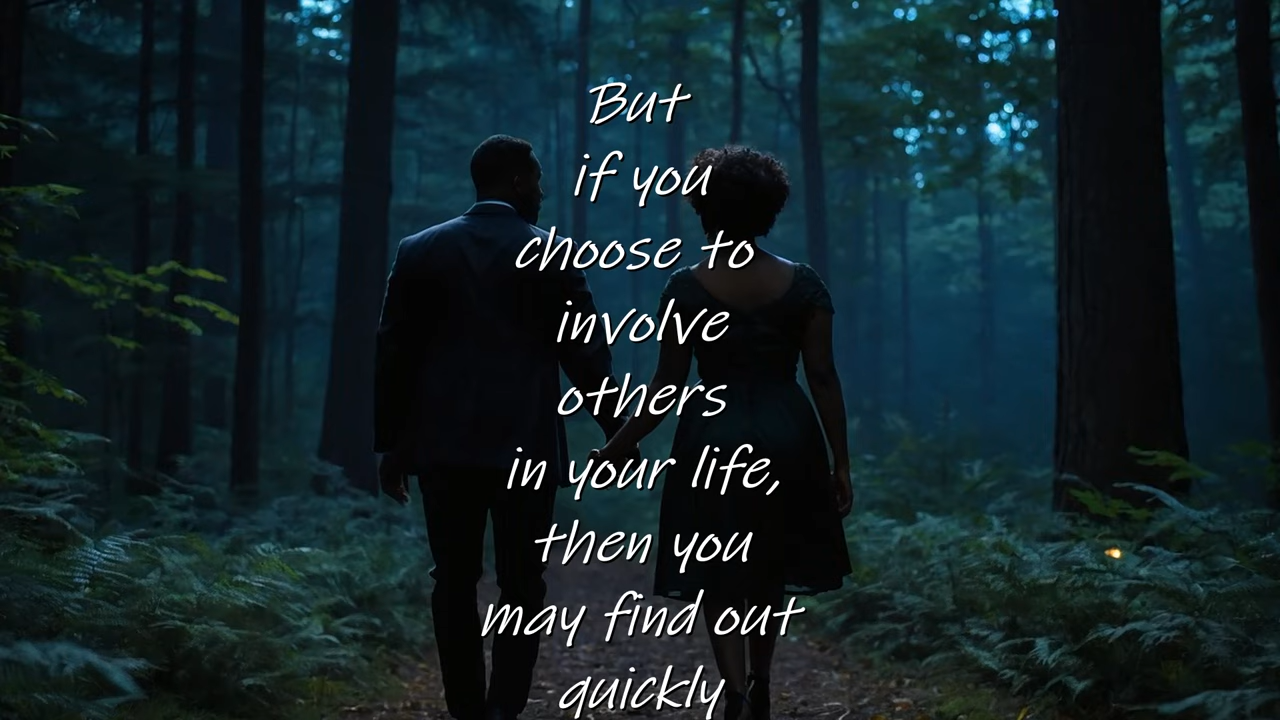 But
if you
choose to
involve
others
in your life,
then you
may find out
quickly